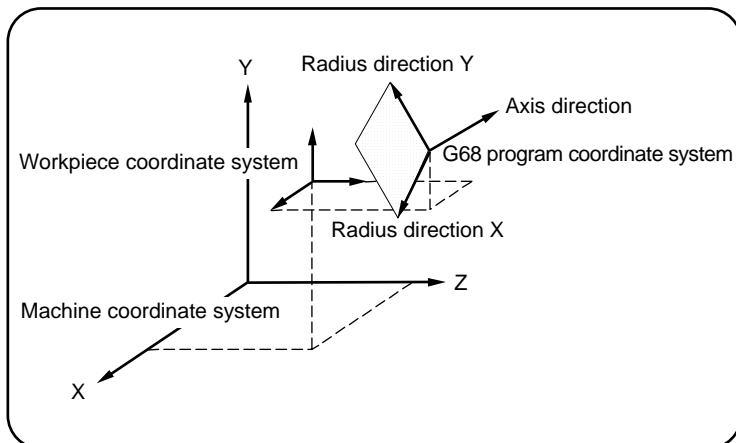 Radius direction Y
Y
Axis direction
Workpiece coordinate system
G68 program coordinate system
Radius direction X
Z
Machine coordinate system
X